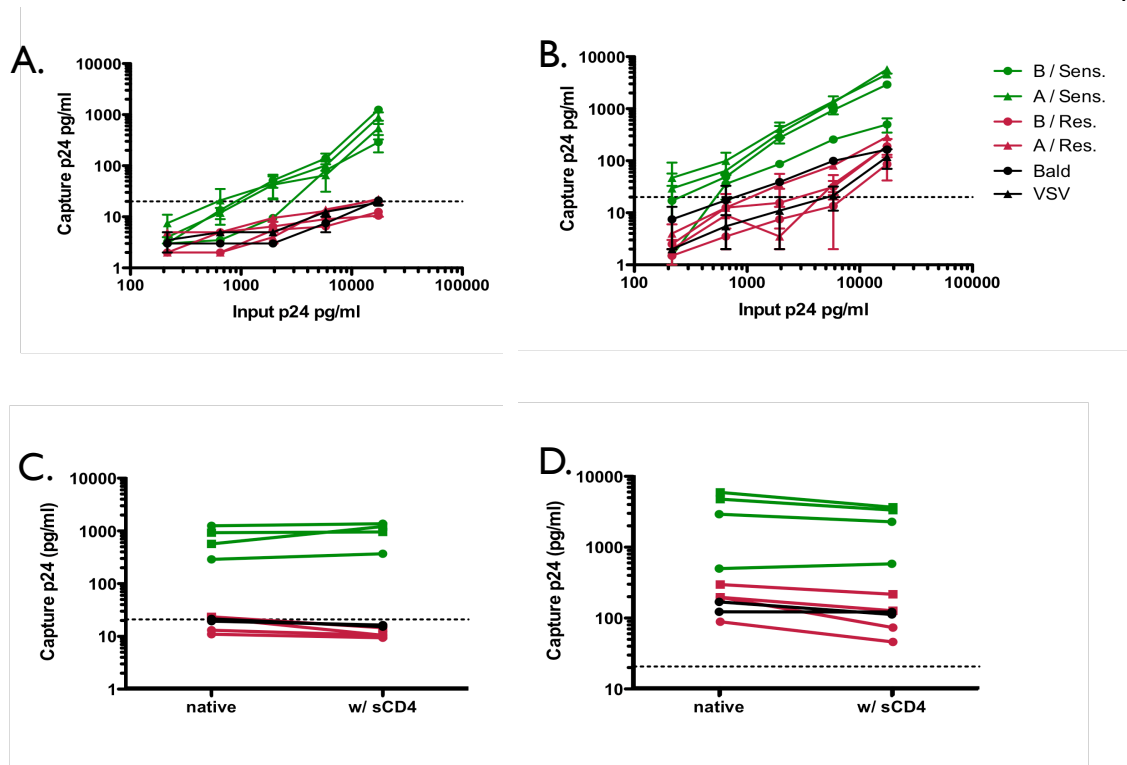 A.
Capture p24 pg/ml
10000
1000
100
10
1
100
1000
10000
100000
Input p24 pg/ml
B.
Capture p24 pg/ml
10000
1000
100
10
1
100
1000
10000
100000
Input p24 pg/ml
B / Sens.
A / Sens.
B / Res.
A / Res.
Bald
VSV
C.
Capture p24 (pg/ml)
10000
1000
100
10
1
native
w/ sCD4
D.
Capture p24 (pg/ml)
10000
1000
100
10
native
w/ sCD4